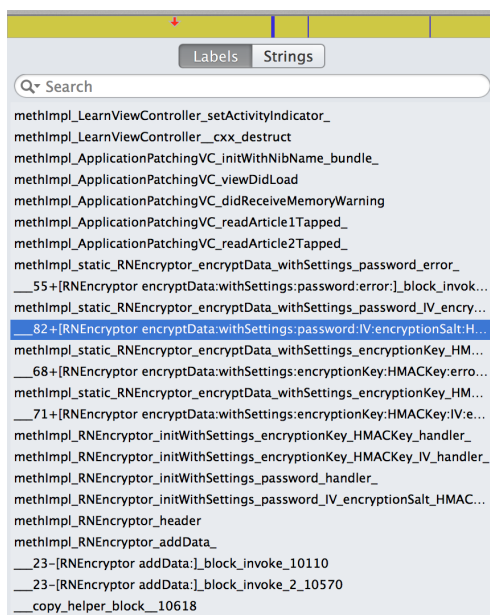 Labels Strings
Search
methImpl_LearnViewController_setActivityIndicator_
methImpl_LearnViewController__cxx_destruct
methImpl_ApplicationPatchingVC_initWithNibName_bundle_
methImpl_ApplicationPatchingVC_viewDidLoad
methImpl_ApplicationPatchingVC_didReceiveMemoryWarning
methImpl_ApplicationPatchingVC_readArticle1Tapped_
methImpl_ApplicationPatchingVC_readArticle2Tapped_
methImpl_static_RNEncryptor_encryptData_withSettings_password_error_
___55+[RNEncryptor encryptData:withSettings:password:error:]_block_invok...
methImpl_static_RNEncryptor_encryptData_withSettings_password_IV_encry...
___82+[RNEncryptor encryptData:withSettings:password:IV:encryptionSalt:H...
methImpl_static_RNEncryptor_encryptData_withSettings_encryptionKey_HM...
___68+[RNEncryptor encryptData:withSettings:encryptionKey:HMACKey:erro...
methImpl_static_RNEncryptor_encryptData_withSettings_encryptionKey_HM...
___71+[RNEncryptor encryptData:withSettings:encryptionKey:HMACKey:IV:e...
methImpl_RNEncryptor_initWithSettings_encryptionKey_HMACKey_handler_
methImpl_RNEncryptor_initWithSettings_encryptionKey_HMACKey_IV_handler_
methImpl_RNEncryptor_initWithSettings_password_handler_
methImpl_RNEncryptor_initWithSettings_password_IV_encryptionSalt_HMAC...
methImpl_RNEncryptor_header
methImpl_RNEncryptor_addData_
___23-[RNEncryptor addData:]_block_invoke_10110
___23-[RNEncryptor addData:]_block_invoke_2_10570
___copy_helper_block__10618